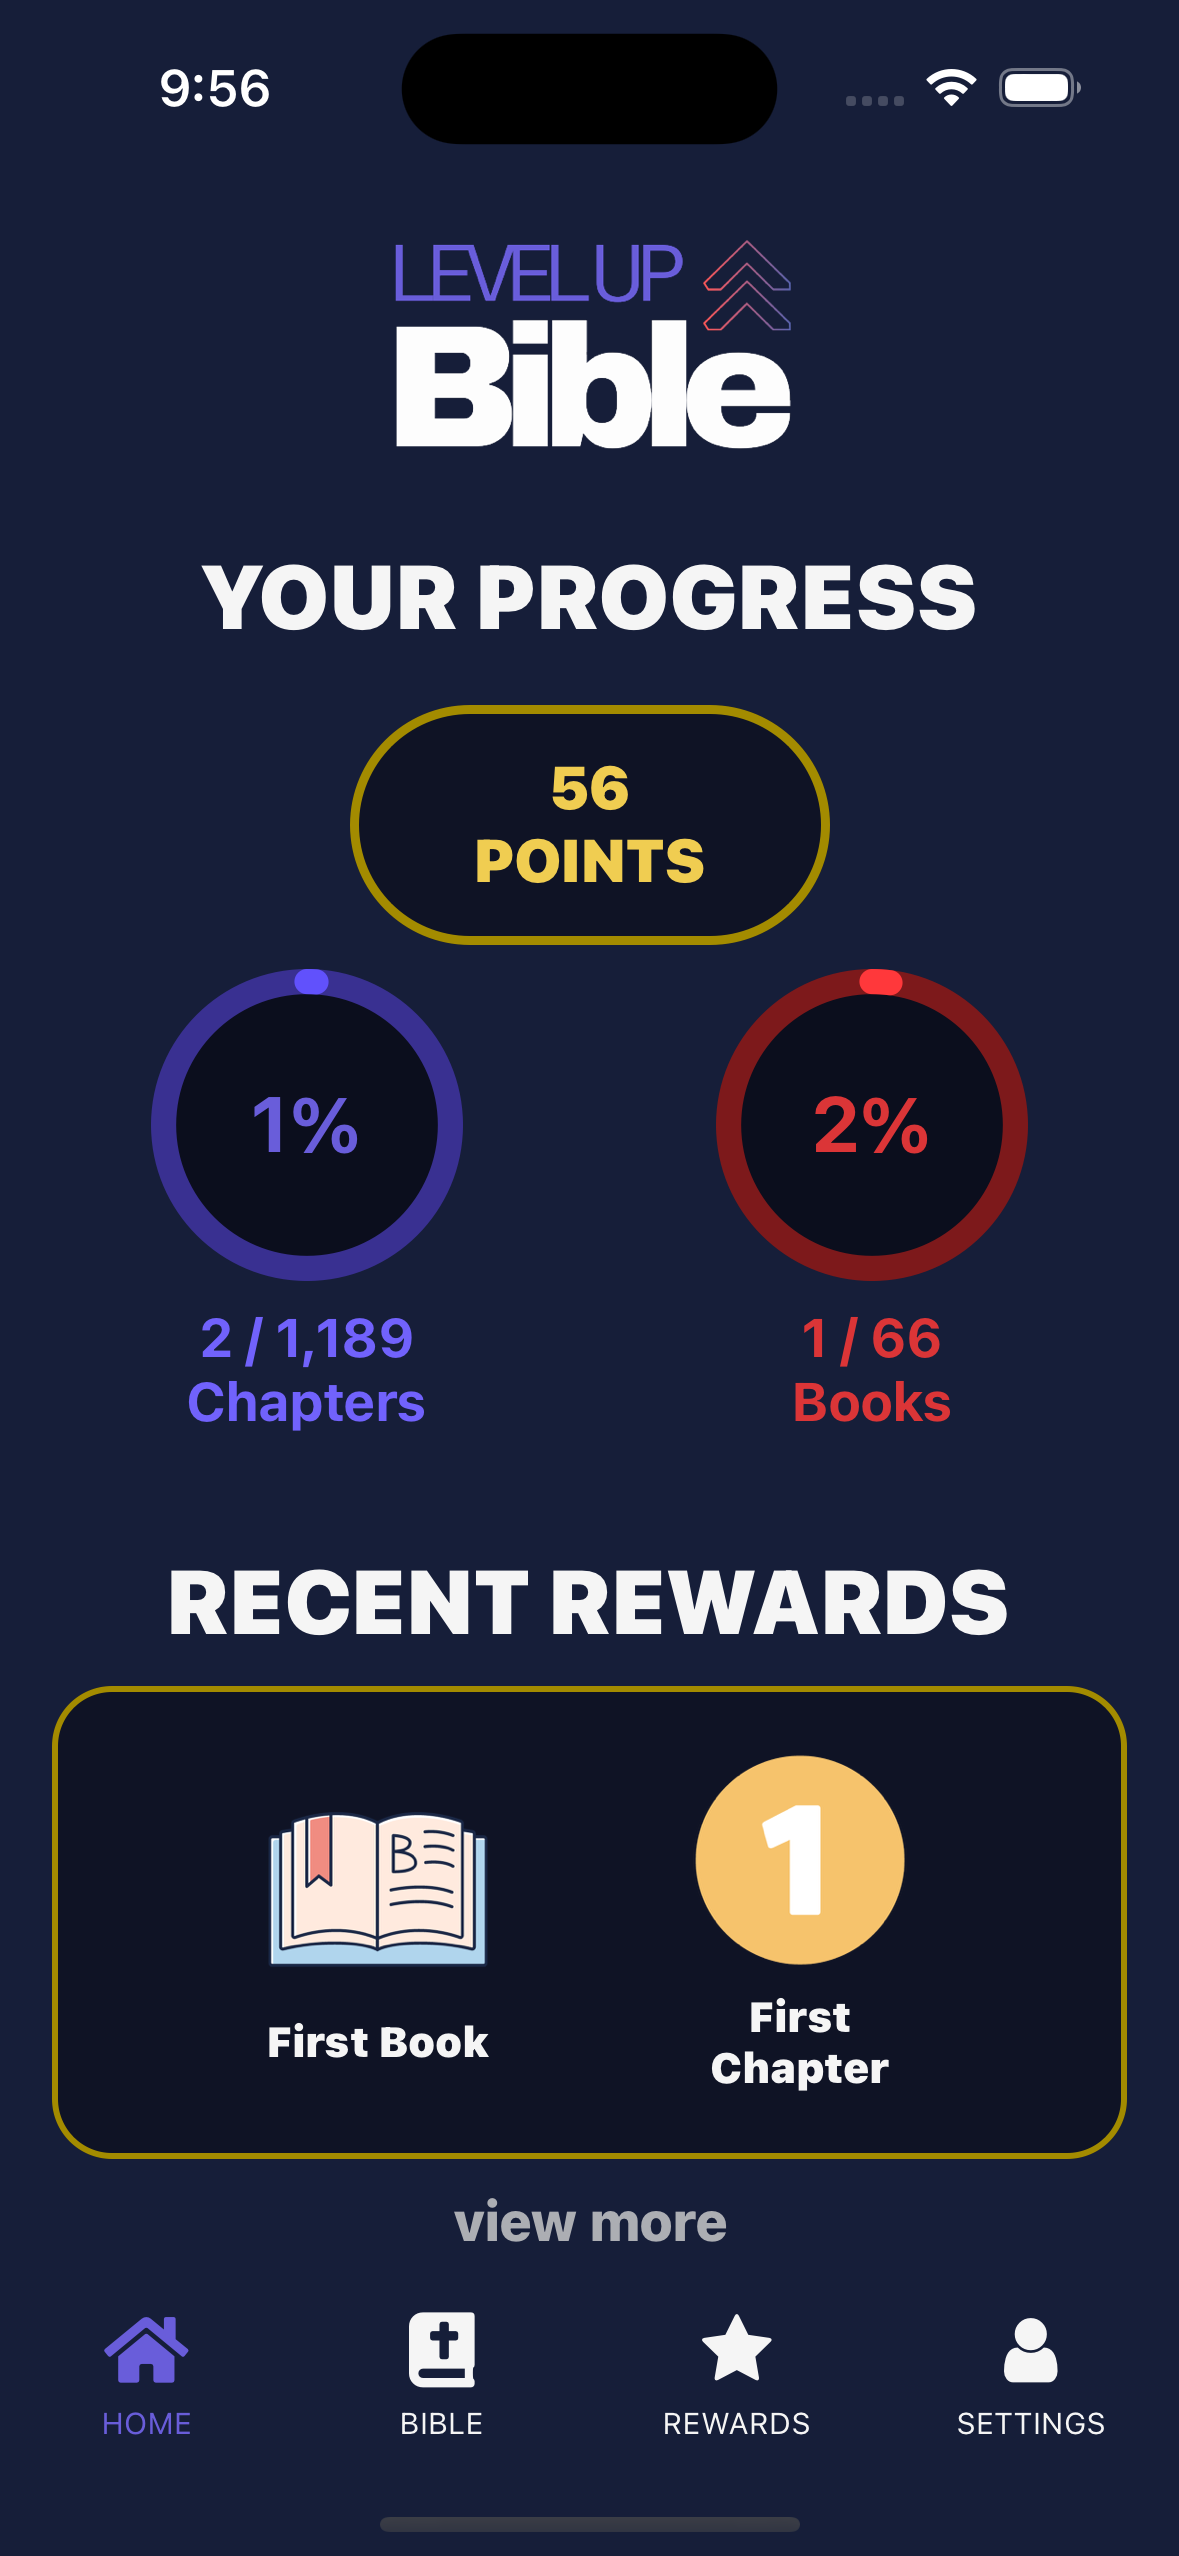 9:56
LEVEL UP
Bible
YOUR PROGRESS
56
POINTS
1%
2%
2 / 1,189
Chapters
1 / 66
Books
RECENT REWARDS
B
1
First Book
First
Chapter
view more
HOME
BIBLE
REWARDS
SETTINGS